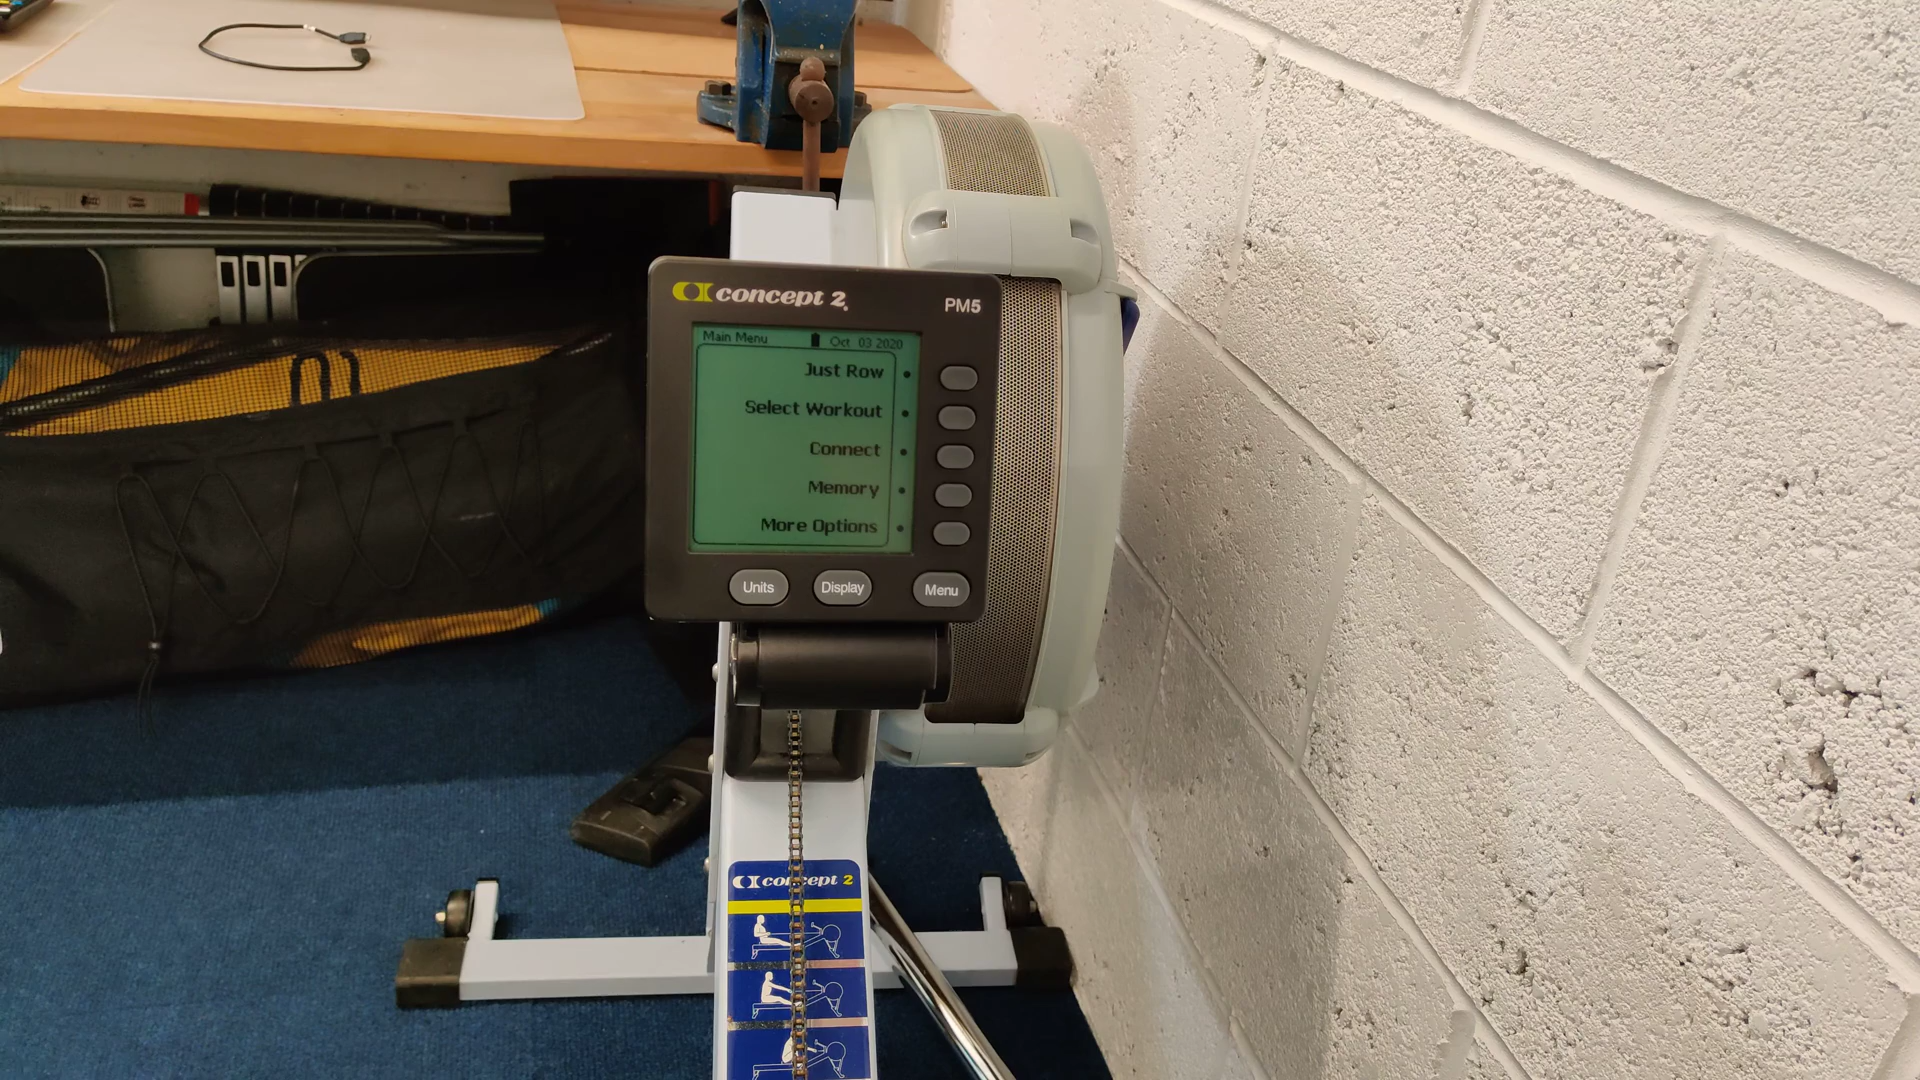 concept 2
PM5
Main Menu Oct 03 2020
Just Row
Select Workout
Connect
Memory
More Options
Units Display Menu
concept 2